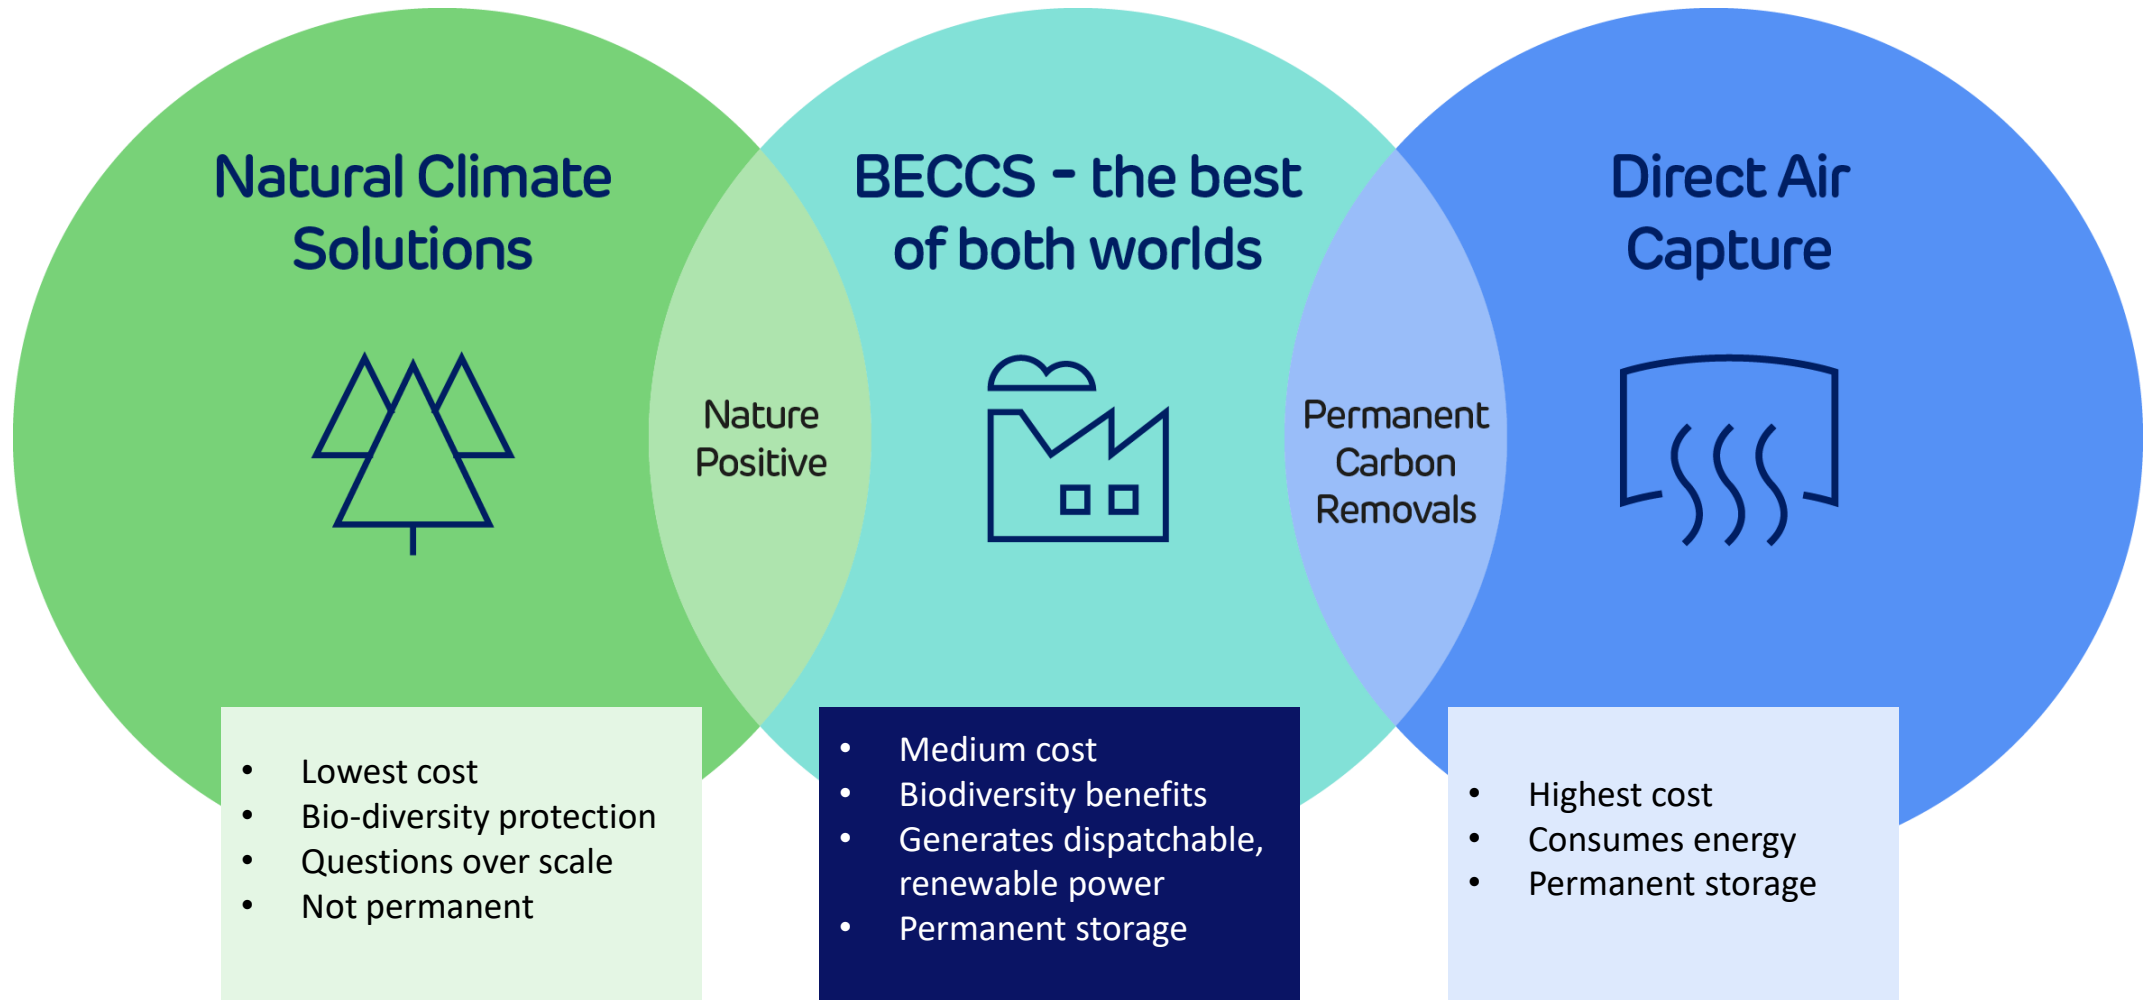 Natural Climate
Solutions
BECCS - the best
of both worlds
Direct Air
Capture
Nature
Positive
Permanent
Carbon
Removals
• Lowest cost
• Bio-diversity protection
• Questions over scale
• Not permanent
• Medium cost
• Biodiversity benefits
• Generates dispatchable,
renewable power
• Permanent storage
• Highest cost
• Consumes energy
• Permanent storage